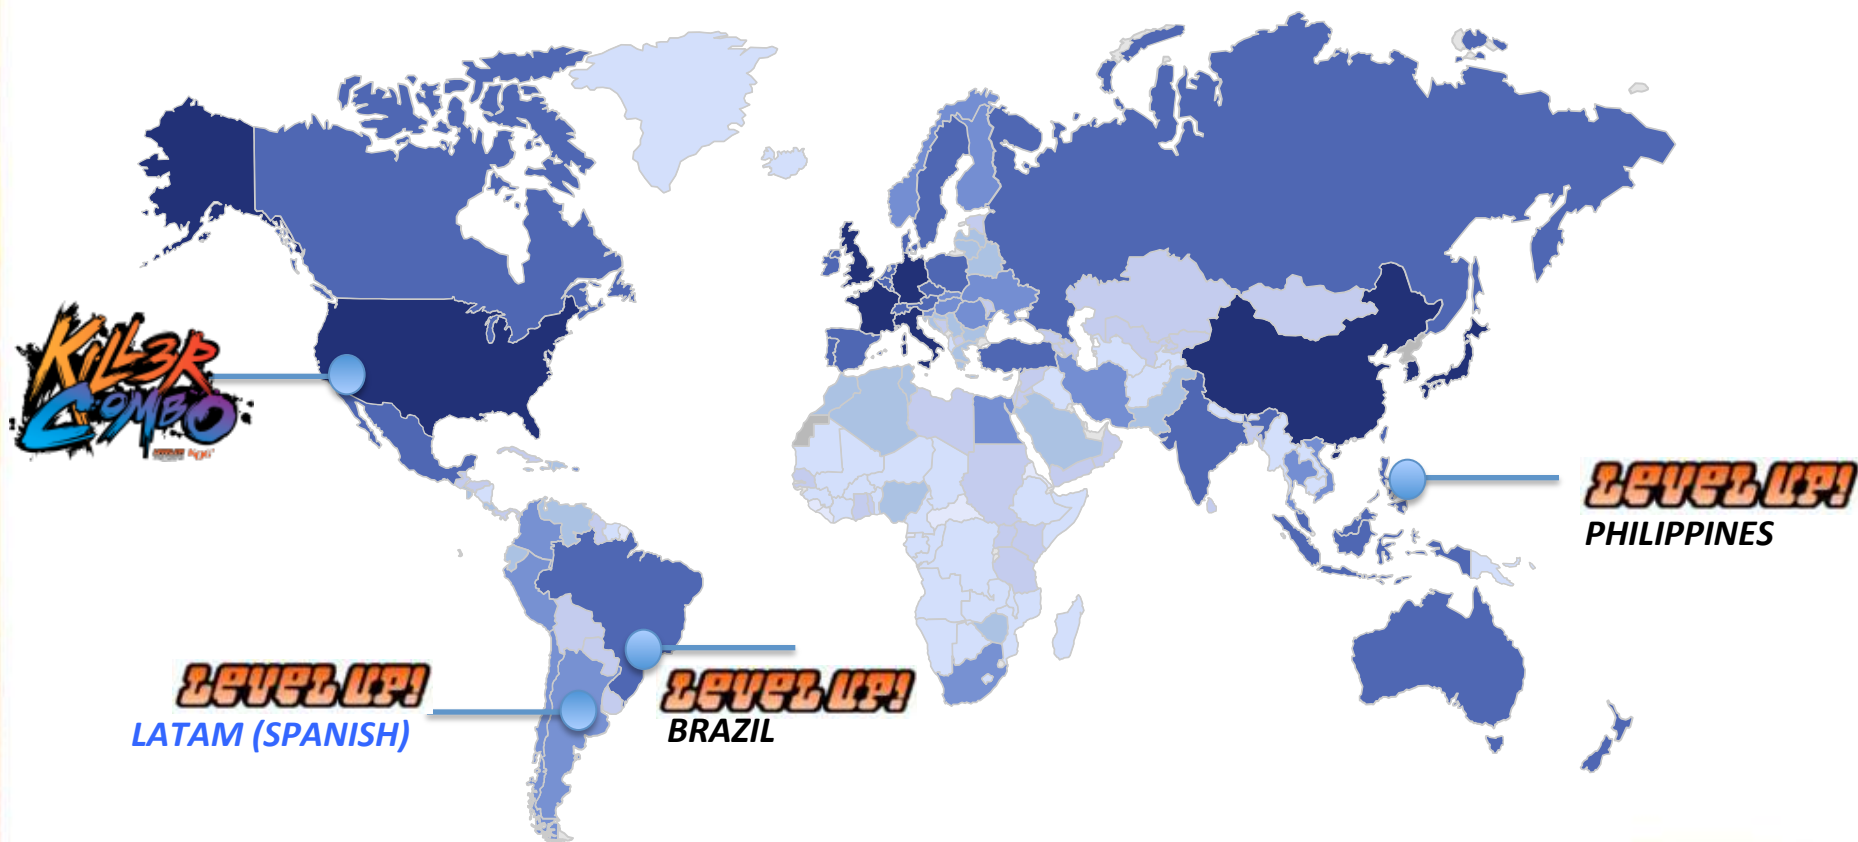 KILL3R
COMBO
LEVEL UP!
PHILIPPINES
LEVEL UP!
LATAM (SPANISH)
LEVEL UP!
BRAZIL